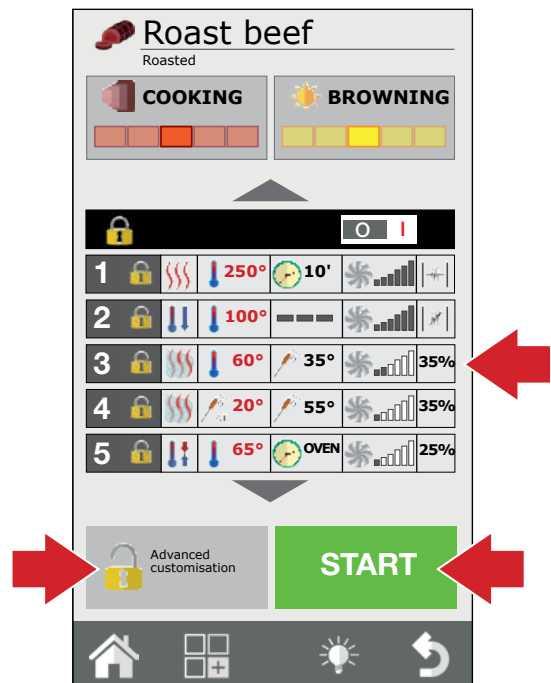 Roast beef
Roasted
COOKING BROWNING
O I
1 250° 10'
2 100° ---
3 60° 35° 35%
4 20° 55° 35%
5 65° OVEN 25%
Advanced
customisation
START